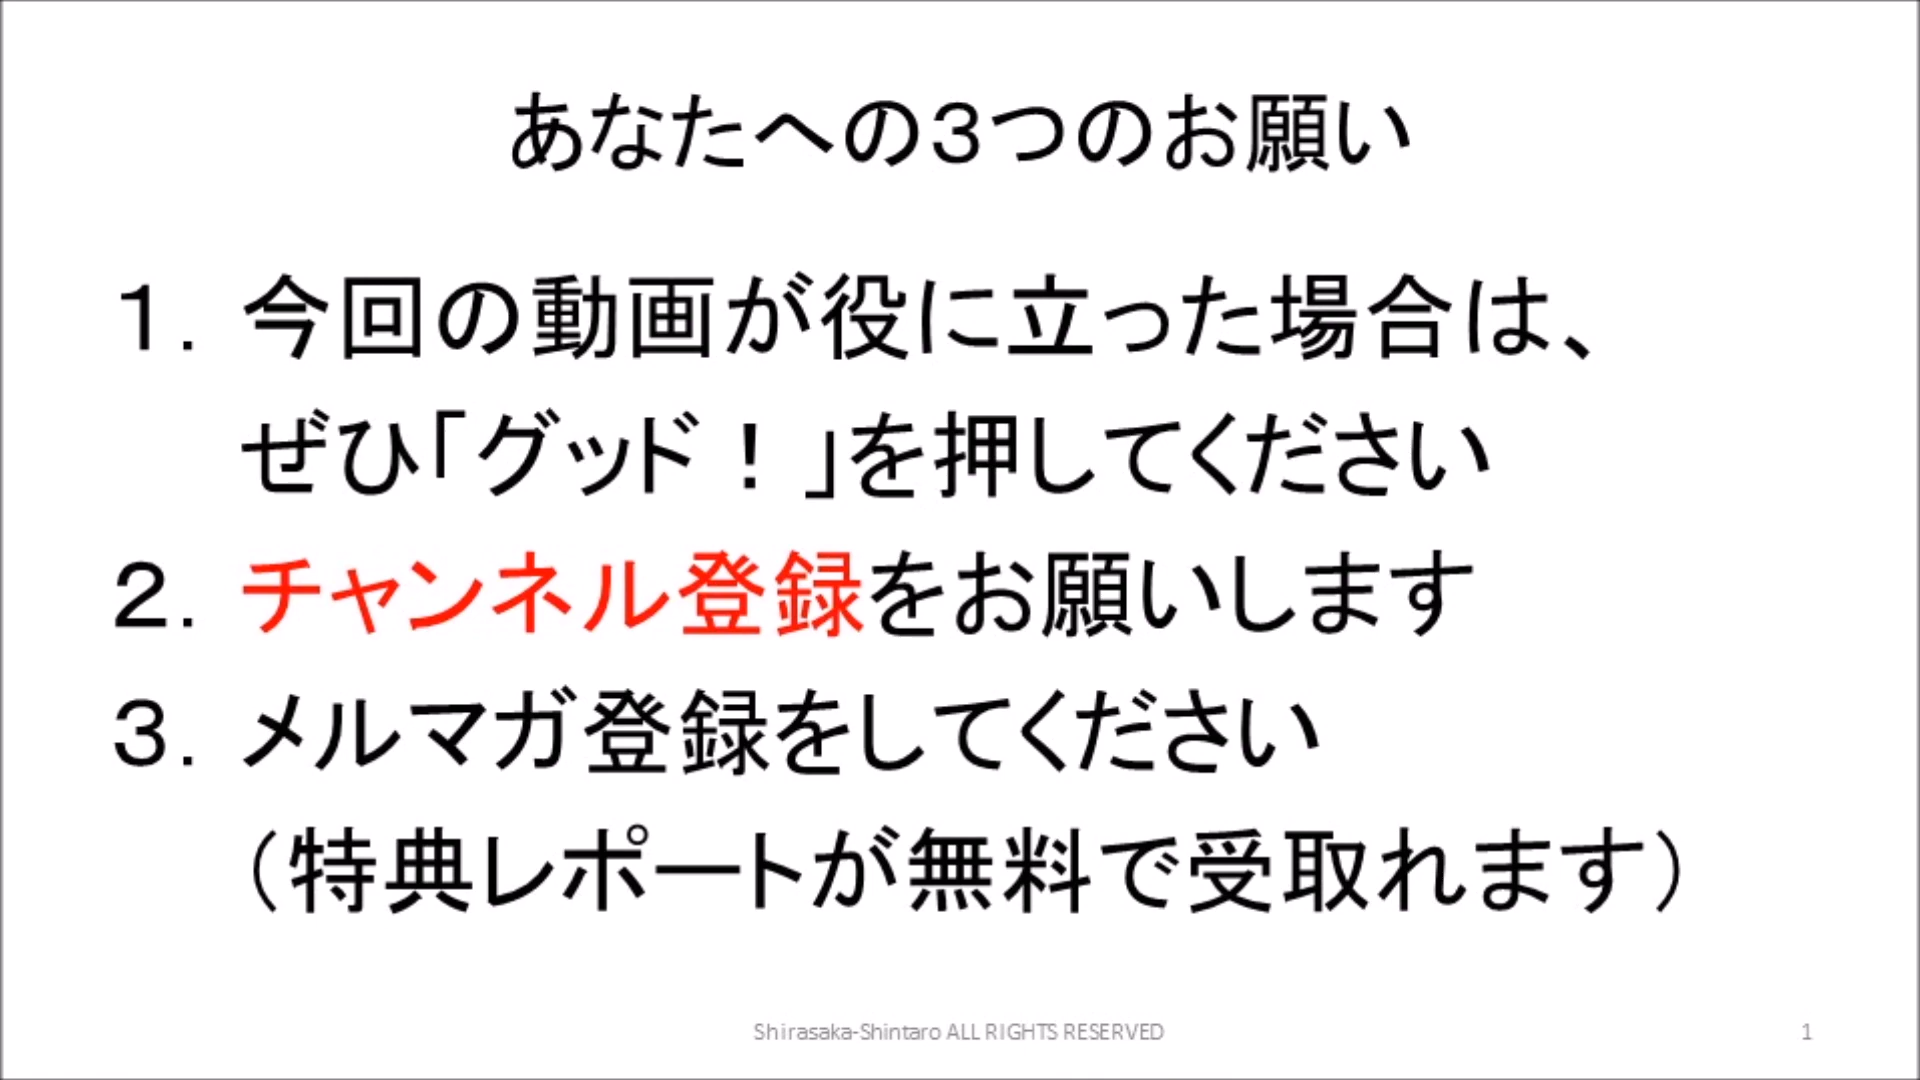 あなたへの３つのお願い
１．今回の動画が役に立った場合は、
ぜひ「グッド！」を押してください
２．チャンネル登録をお願いします
３．メルマガ登録をしてください
（特典レポートが無料で受取れます）
Shirasaka-Shintaro ALL RIGHTS RESERVED
1